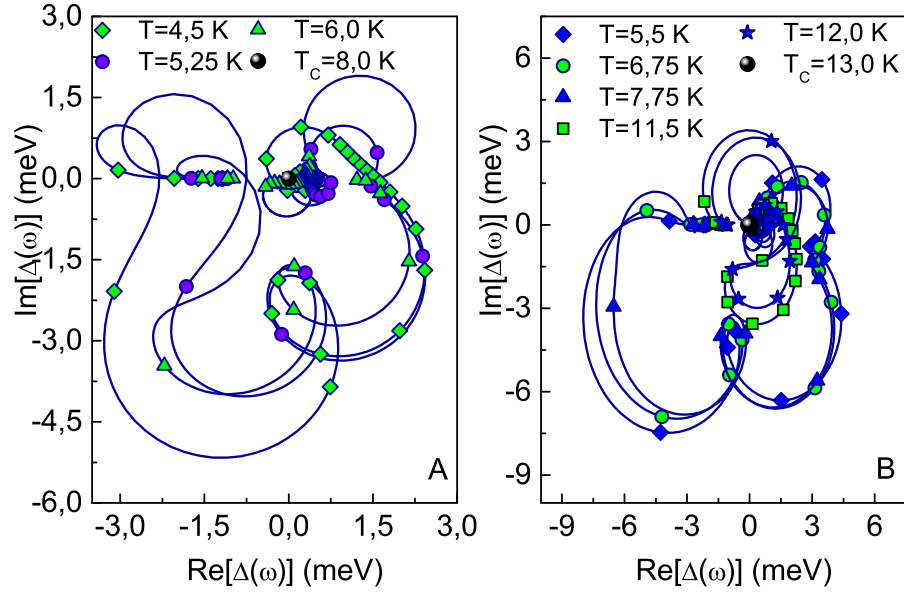 T=4,5 K T=6,0 K
T=5,25 K T_C=8,0 K
3,0
1,5
0,0
-1,5
-3,0
-4,5
-6,0
Im[Δ(ω)] (meV)
A
-3,0 -1,5 0,0 1,5 3,0
Re[Δ(ω)] (meV)
T=5,5 K T=12,0 K
T=6,75 K T_C=13,0 K
T=7,75 K
T=11,5 K
6
3
0
-3
-6
-9
Im[Δ(ω)] (meV)
B
-9 -6 -3 0 3 6
Re[Δ(ω)] (meV)